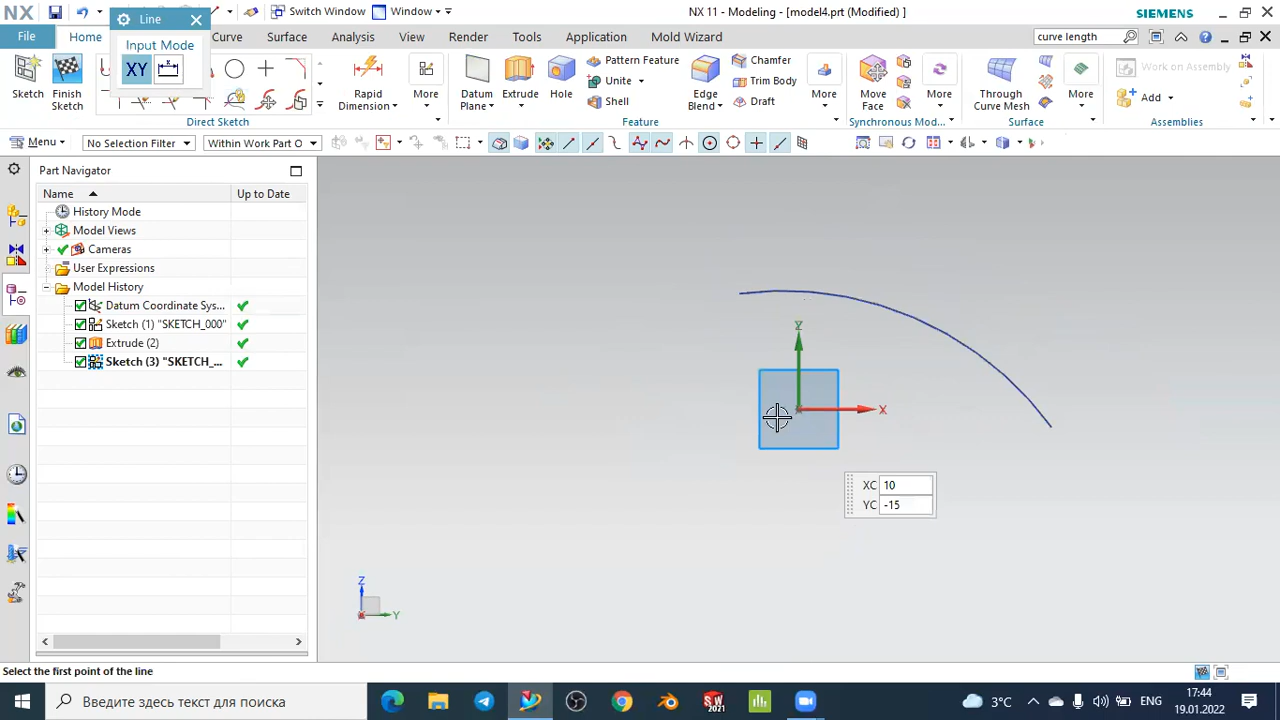 NX
Switch Window
Window
NX 11 - Modeling - [model4.prt (Modified) ]
SIEMENS
Line
Input Mode
XY
File
Home
Curve
Surface
Analysis
View
Render
Tools
Application
Mold Wizard
curve length
Sketch
Finish
Sketch
Direct Sketch
Rapid
Dimension
More
Datum
Plane
Extrude
Hole
Pattern Feature
Unite
Shell
Edge
Blend
Chamfer
Trim Body
Draft
More
Feature
Move
Face
More
Synchronous Mod...
Through
Curve Mesh
More
Surface
Work on Assembly
Add
Assemblies
Menu
No Selection Filter
Within Work Part O
Part Navigator
Name
Up to Date
History Mode
Model Views
Cameras
User Expressions
Model History
Datum Coordinate Sys...
Sketch (1) "SKETCH_000"
Extrude (2)
Sketch (3) "SKETCH_...
Y
X
XC 10
YC -15
Z
X
Y
Select the first point of the line
Введите здесь текст для поиска
SW
2021
3°C
ENG
17:44
19.01.2022